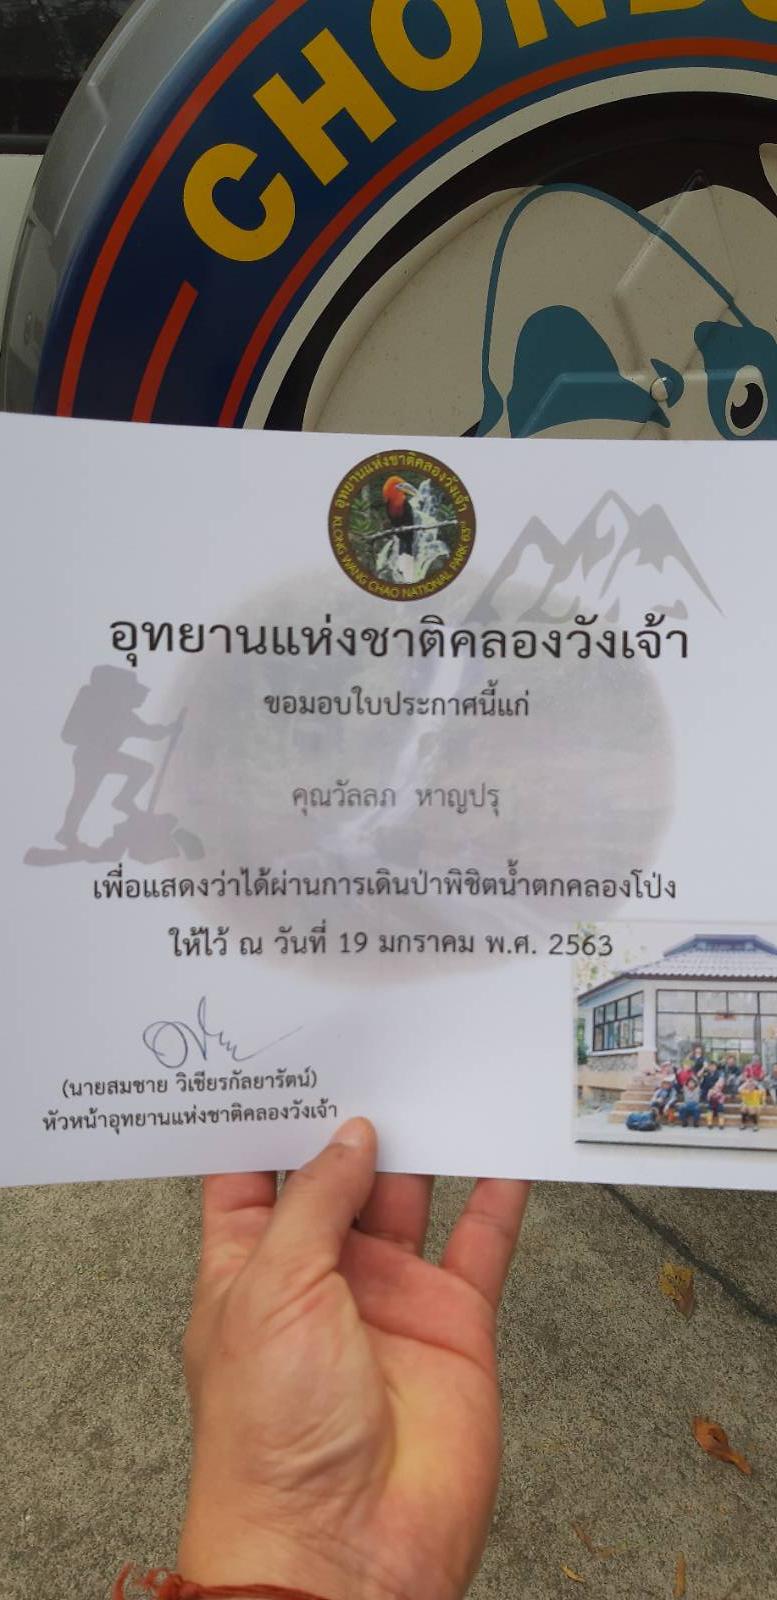 อุทยานแห่งชาติคลองวังเจ้า
KLONG WANG CHAO NATIONAL PARK 63rd
อุทยานแห่งชาติคลองวังเจ้า
ขอมอบใบประกาศนี้แก่
คุณวัลลภ หาญปรุ
เพื่อแสดงว่าได้ผ่านการเดินป่าพิชิตน้ำตกคลองโป่ง
ให้ไว้ ณ วันที่ 19 มกราคม พ.ศ. 2563
(นายสมชาย วิเชียรกัลยารัตน์)
หัวหน้าอุทยานแห่งชาติคลองวังเจ้า